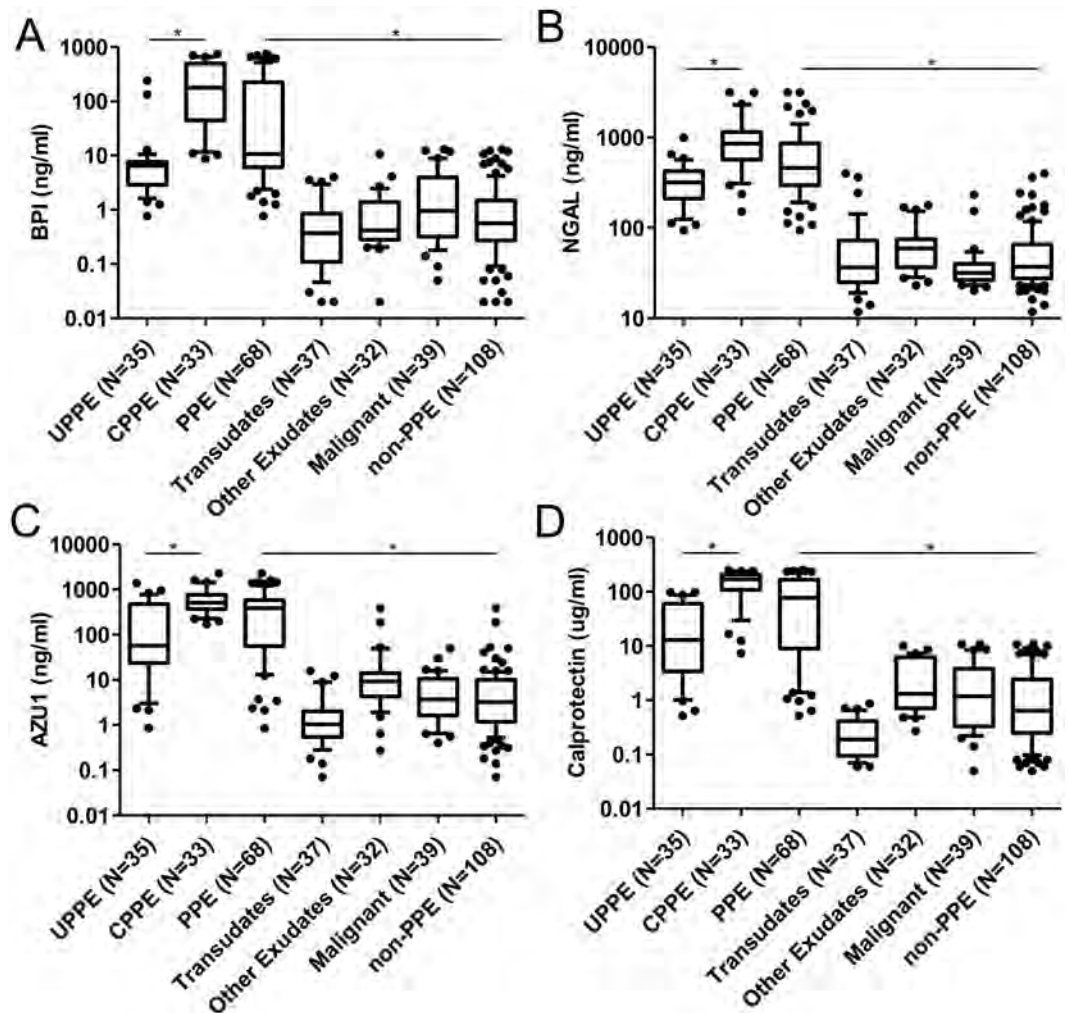 A
*
*
BPI (ng/ml)
1000
100
10
1
0.1
0.01
UPPE (N=35)
CPPE (N=33)
PPE (N=68)
Transudates (N=37)
Other Exudates (N=32)
Malignant (N=39)
non-PPE (N=108)
B
*
*
NGAL (ng/ml)
10000
1000
100
10
UPPE (N=35)
CPPE (N=33)
PPE (N=68)
Transudates (N=37)
Other Exudates (N=32)
Malignant (N=39)
non-PPE (N=108)
C
*
*
AZU1 (ng/ml)
10000
1000
100
10
1
0.1
0.01
UPPE (N=35)
CPPE (N=33)
PPE (N=68)
Transudates (N=37)
Other Exudates (N=32)
Malignant (N=39)
non-PPE (N=108)
D
*
*
Calprotectin (ug/ml)
1000
100
10
1
0.1
0.01
UPPE (N=35)
CPPE (N=33)
PPE (N=68)
Transudates (N=37)
Other Exudates (N=32)
Malignant (N=39)
non-PPE (N=108)